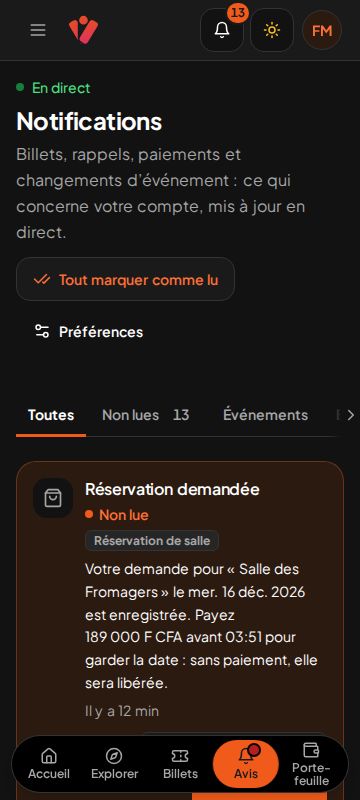 13
FM
En direct
Notifications
Billets, rappels, paiements et
changements d’événement : ce qui
concerne votre compte, mis à jour en
direct.
Tout marquer comme lu
Préférences
Toutes
Non lues 13
Événements
Réservation demandée
Non lue
Réservation de salle
Votre demande pour « Salle des
Fromagers » le mer. 16 déc. 2026
est enregistrée. Payez
189 000 F CFA avant 03:51 pour
garder la date : sans paiement, elle
sera libérée.
Il y a 12 min
Accueil
Explorer
Billets
Avis
Porte-
feuille